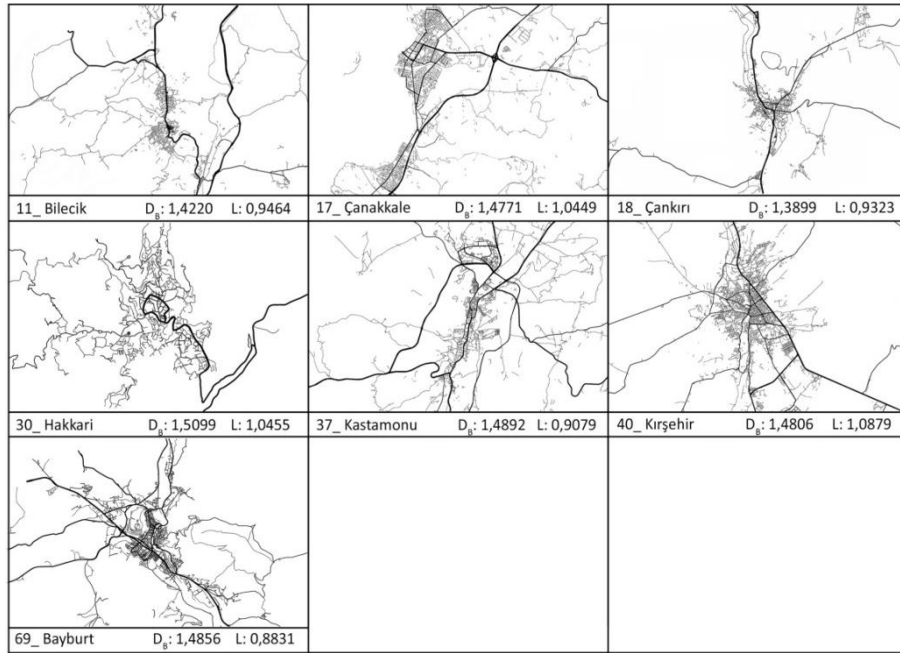 11_ Bilecik D_B: 1,4220 L: 0,9464
17_ Çanakkale D_B: 1,4771 L: 1,0449
18_ Çankırı D_B: 1,3899 L: 0,9323
30_ Hakkari D_B: 1,5099 L: 1,0455
37_ Kastamonu D_B: 1,4892 L: 0,9079
40_ Kırşehir D_B: 1,4806 L: 1,0879
69_ Bayburt D_B: 1,4856 L: 0,8831